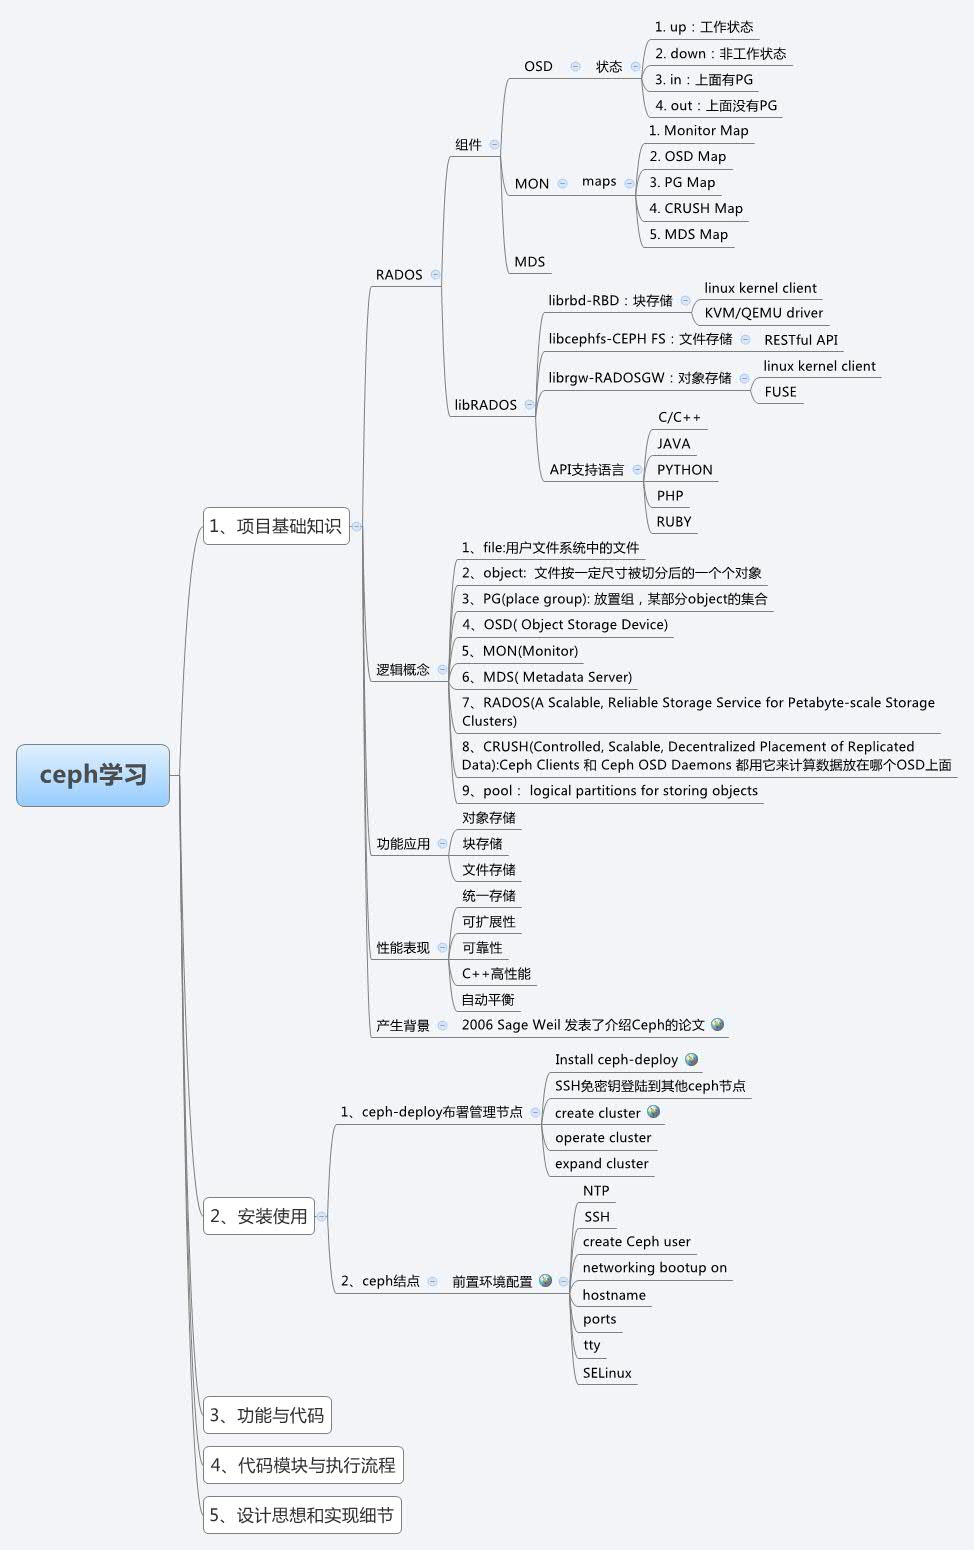 ceph学习
1、项目基础知识
RADOS
组件
OSD
状态
1. up：工作状态
2. down：非工作状态
3. in：上面有PG
4. out：上面没有PG
MON
maps
1. Monitor Map
2. OSD Map
3. PG Map
4. CRUSH Map
5. MDS Map
MDS
libRADOS
librbd-RBD：块存储
linux kernel client
KVM/QEMU driver
libcephfs-CEPH FS：文件存储
RESTful API
librgw-RADOSGW：对象存储
linux kernel client
FUSE
API支持语言
C/C++
JAVA
PYTHON
PHP
RUBY
逻辑概念
1、file:用户文件系统中的文件
2、object:  文件按一定尺寸被切分后的一个个对象
3、PG(place group): 放置组，某部分object的集合
4、OSD( Object Storage Device)
5、MON(Monitor)
6、MDS( Metadata Server)
7、RADOS(A Scalable, Reliable Storage Service for Petabyte-scale Storage
Clusters)
8、CRUSH(Controlled, Scalable, Decentralized Placement of Replicated
Data):Ceph Clients 和 Ceph OSD Daemons 都用它来计算数据放在哪个OSD上面
9、pool： logical partitions for storing objects
功能应用
对象存储
块存储
文件存储
性能表现
统一存储
可扩展性
可靠性
C++高性能
自动平衡
产生背景
2006 Sage Weil 发表了介绍Ceph的论文
2、安装使用
1、ceph-deploy布署管理节点
Install ceph-deploy
SSH免密钥登陆到其他ceph节点
create cluster
operate cluster
expand cluster
2、ceph结点
前置环境配置
NTP
SSH
create Ceph user
networking bootup on
hostname
ports
tty
SELinux
3、功能与代码
4、代码模块与执行流程
5、设计思想和实现细节